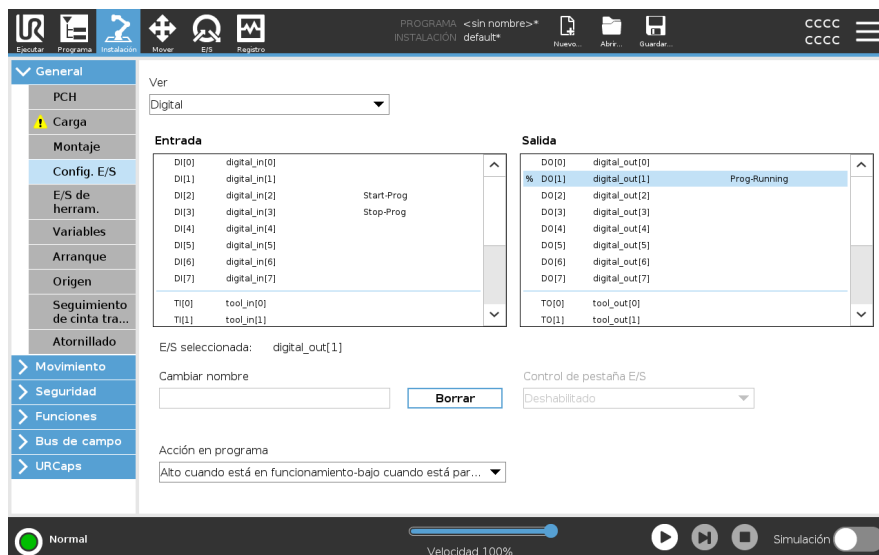 PROGRAMA <sin nombre>*
INSTALACIÓN default*
CCCC
CCCC
Ejecutar Programa Instalación Mover E/S Registro Nuevo... Abrir... Guardar...
General
PCH
Carga
Montaje
Config. E/S
E/S de
herram.
Variables
Arranque
Origen
Seguimiento
de cinta tra...
Atornillado
Movimiento
Seguridad
Funciones
Bus de campo
URCaps
Ver
Digital
Entrada
DI[0] digital_in[0]
DI[1] digital_in[1]
DI[2] digital_in[2] Start-Prog
DI[3] digital_in[3] Stop-Prog
DI[4] digital_in[4]
DI[5] digital_in[5]
DI[6] digital_in[6]
DI[7] digital_in[7]
TI[0] tool_in[0]
TI[1] tool_in[1]
Salida
DO[0] digital_out[0]
% DO[1] digital_out[1] Prog-Running
DO[2] digital_out[2]
DO[3] digital_out[3]
DO[4] digital_out[4]
DO[5] digital_out[5]
DO[6] digital_out[6]
DO[7] digital_out[7]
TO[0] tool_out[0]
TO[1] tool_out[1]
E/S seleccionada: digital_out[1]
Cambiar nombre
Borrar
Control de pestaña E/S
Deshabilitado
Acción en programa
Alto cuando está en funcionamiento-bajo cuando está par...
Normal
Velocidad 100%
Simulación